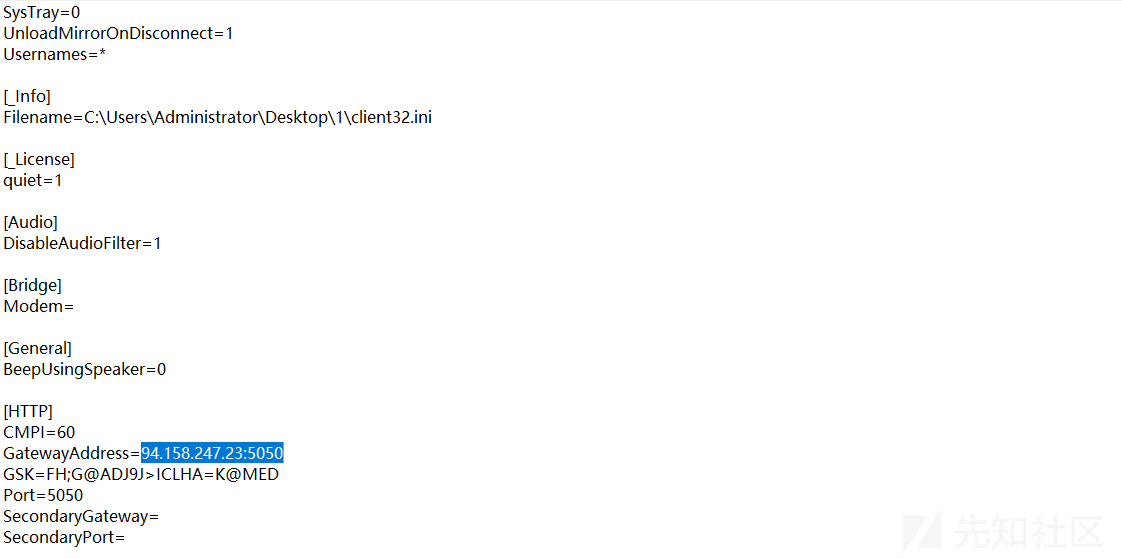 SysTray=0
UnloadMirrorOnDisconnect=1
Usernames=*
[_Info]
Filename=C:\Users\Administrator\Desktop\1\client32.ini
[_License]
quiet=1
[Audio]
DisableAudioFilter=1
[Bridge]
Modem=
[General]
BeepUsingSpeaker=0
[HTTP]
CMPI=60
GatewayAddress=94.158.247.23:5050
GSK=FH;G@ADJ9J>ICLHA=K@MED
Port=5050
SecondaryGateway=
SecondaryPort=
先知社区